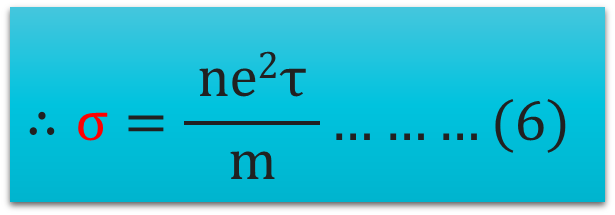 ∴ σ = ne²τ / m ... ... ... (6)